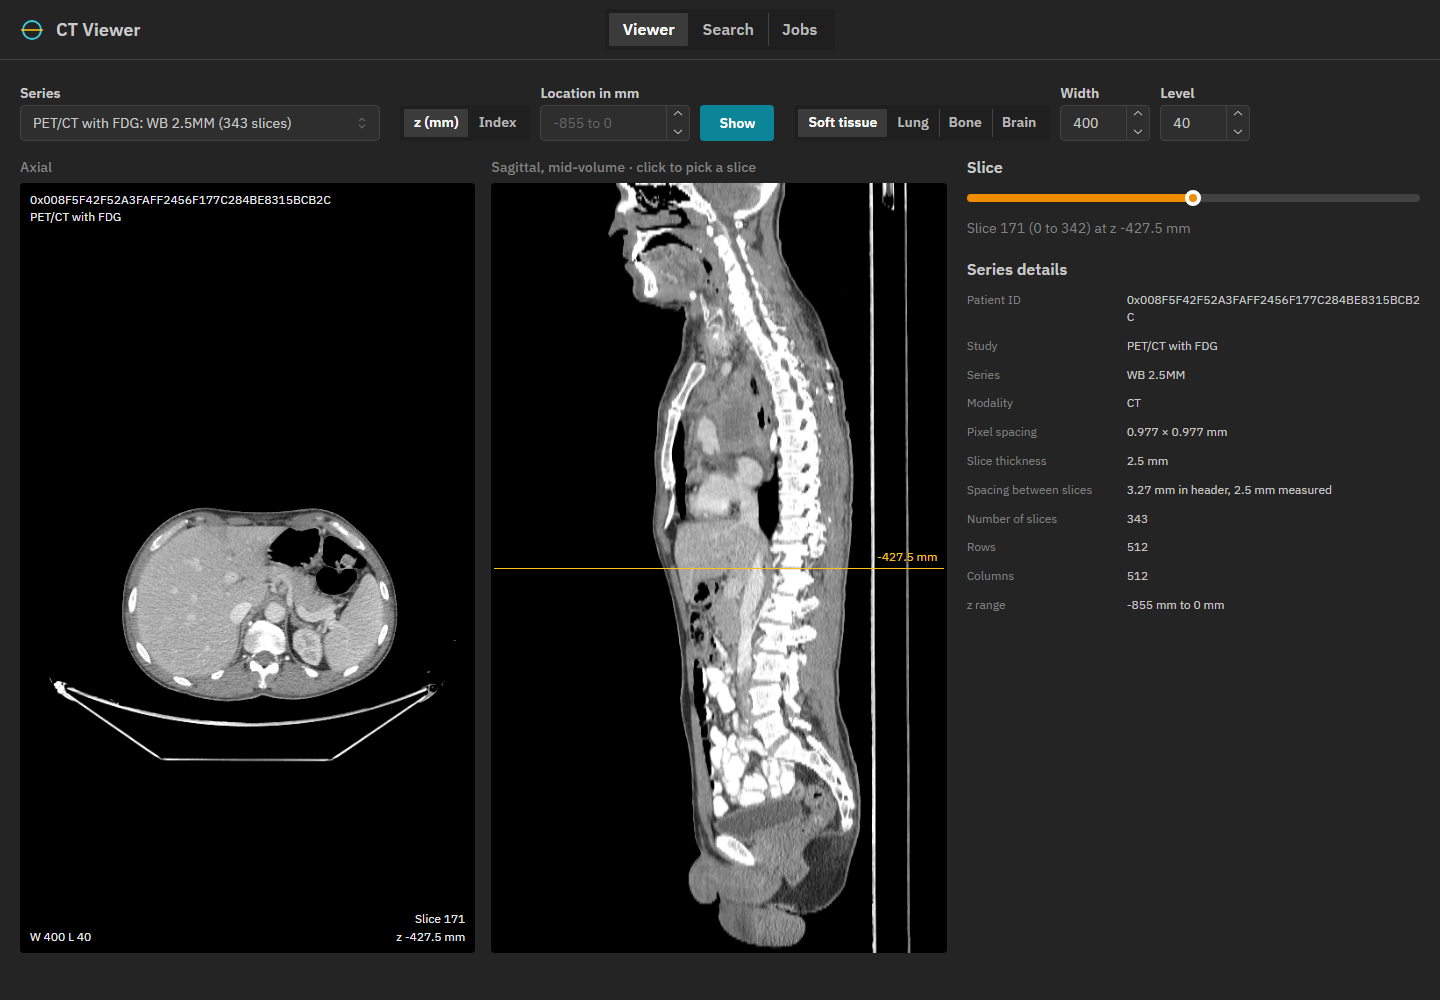 CT Viewer
Viewer
Search
Jobs
Series
PET/CT with FDG: WB 2.5MM (343 slices)
z (mm)
Index
Location in mm
-855 to 0
Show
Soft tissue
Lung
Bone
Brain
Width
400
Level
40
Axial
0x008F5F42F52A3FAFF2456F177C284BE8315BCB2C
PET/CT with FDG
W 400 L 40
Slice 171
z -427.5 mm
Sagittal, mid-volume · click to pick a slice
-427.5 mm
Slice
Slice 171 (0 to 342) at z -427.5 mm
Series details
Patient ID 0x008F5F42F52A3FAFF2456F177C284BE8315BCB2
C
Study PET/CT with FDG
Series WB 2.5MM
Modality CT
Pixel spacing 0.977 × 0.977 mm
Slice thickness 2.5 mm
Spacing between slices 3.27 mm in header, 2.5 mm measured
Number of slices 343
Rows 512
Columns 512
z range -855 mm to 0 mm